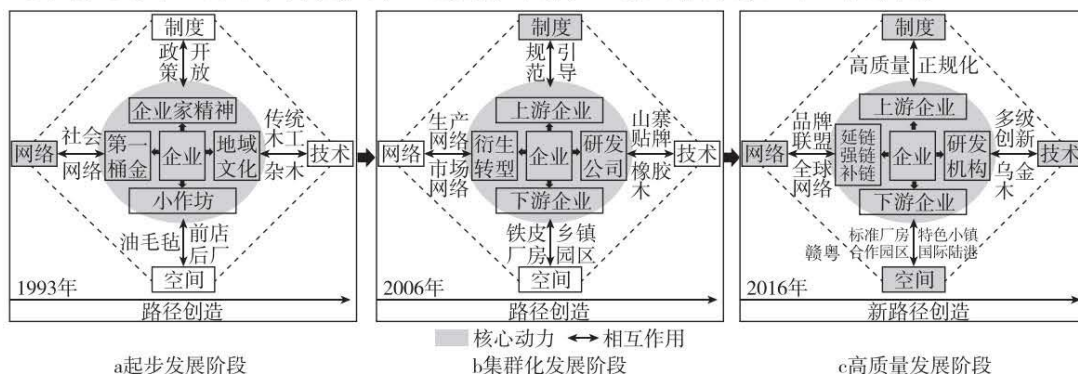 制度
政策
开放
企业家精神
社会
网络
网络
第一桶金
企业
地域文化
传统木工
杂木
技术
小作坊
油毛毡
前店后厂
空间
1993年
路径创造
制度
规范
引导
上游企业
网络
生产网络
市场网络
衍生转型
企业
研发公司
山寨贴牌
橡胶木
技术
下游企业
铁皮厂房
乡镇园区
空间
2006年
路径创造
制度
高质量
正规化
上游企业
网络
品牌联盟
全球网络
延链强链补链
企业
研发机构
多级创新
乌金木
技术
下游企业
标准厂房
特色小镇
赣粤
合作园区
国际陆港
空间
2016年
新路径创造
核心动力
相互作用
a起步发展阶段
b集群化发展阶段
c高质量发展阶段